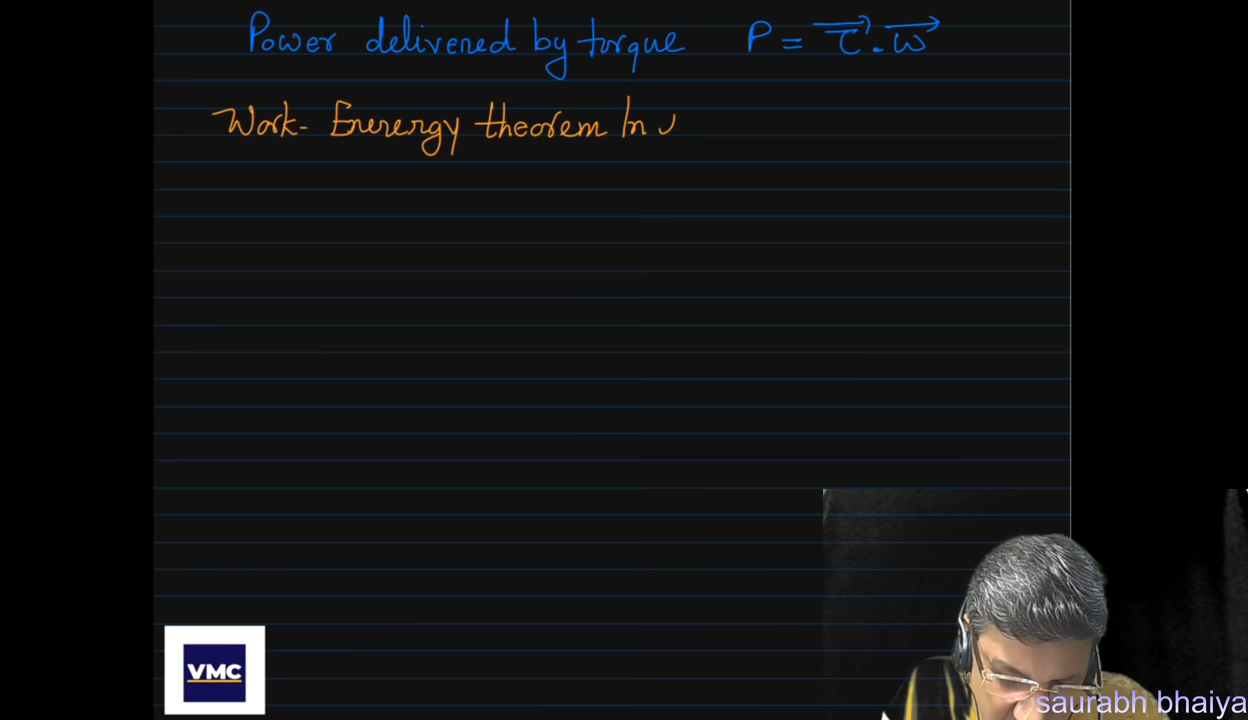 Power delivered by torque P = τ⃗ . ω⃗
Work- Enerergy theorem In
VMC
saurabh bhaiya